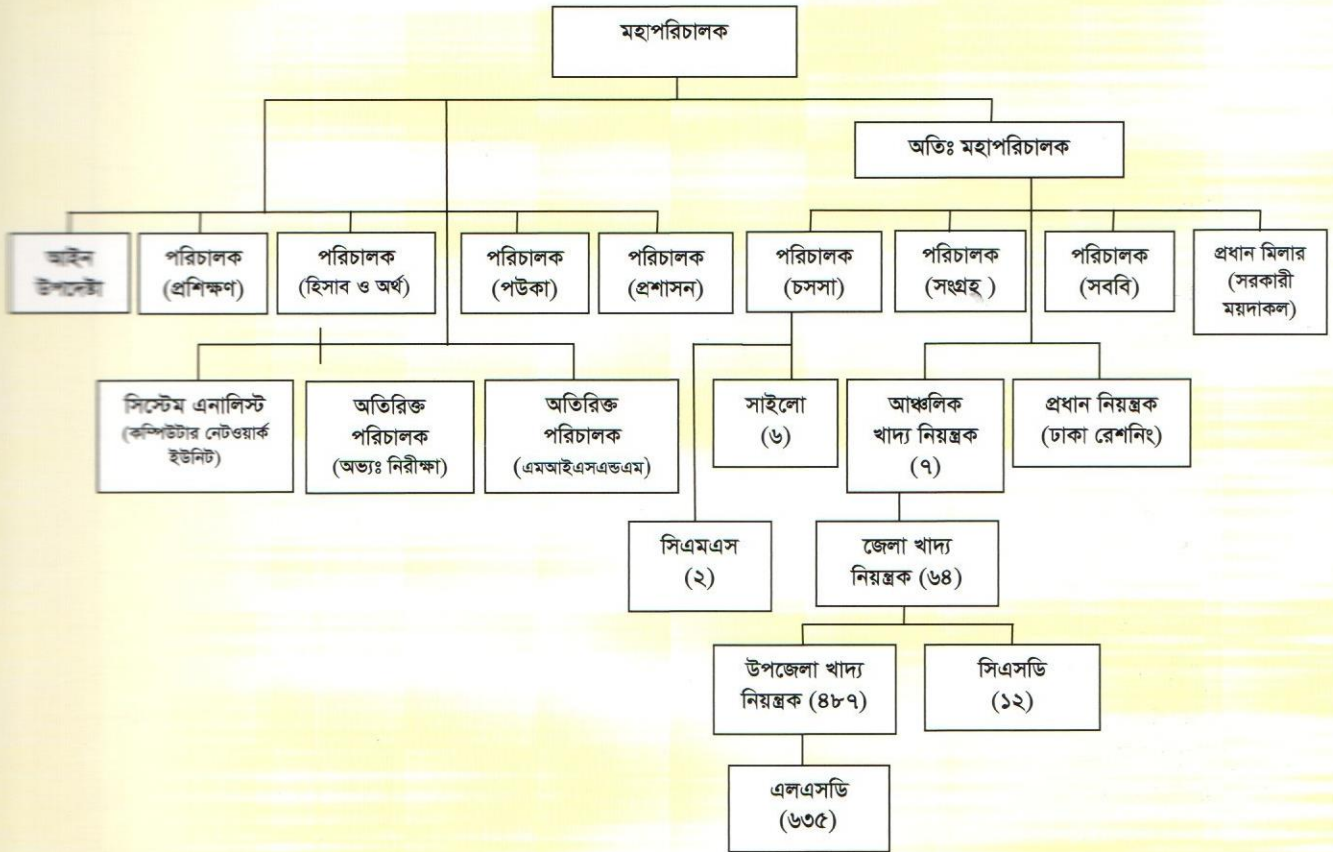 মহাপরিচালক
অতিঃ মহাপরিচালক
আইন
উপদেষ্টা
পরিচালক
(প্রশিক্ষণ)
পরিচালক
(হিসাব ও অর্থ)
পরিচালক
(পউকা)
পরিচালক
(প্রশাসন)
পরিচালক
(চসসা)
পরিচালক
(সংগ্রহ )
পরিচালক
(সববি)
প্রধান মিলার
(সরকারী
ময়দাকল)
সিস্টেম এনালিস্ট
(কম্পিউটার নেটওয়ার্ক
ইউনিট)
অতিরিক্ত
পরিচালক
(অভ্যঃ নিরীক্ষা)
অতিরিক্ত
পরিচালক
(এমআইএসএন্ডএম)
সাইলো
(৬)
আঞ্চলিক
খাদ্য নিয়ন্ত্রক
(৭)
প্রধান নিয়ন্ত্রক
(ঢাকা রেশনিং)
সিএমএস
(২)
জেলা খাদ্য
নিয়ন্ত্রক (৬৪)
উপজেলা খাদ্য
নিয়ন্ত্রক (৪৮৭)
সিএসডি
(১২)
এলএসডি
(৬৩৫)